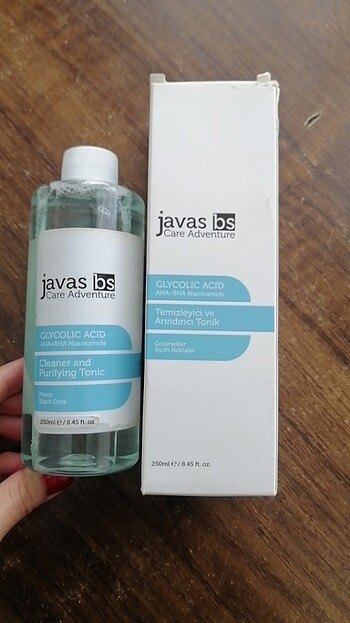 javas bs
Care Adventure
GLYCOLIC ACID
AHA+BHA Niacinamide
Cleaner and
Purifying Tonic
Pores
Black Dots
250ml ℮ / 8.45 fl. oz
javas bs
Care Adventure
GLYCOLIC ACID
AHA+BHA Niacinamide
Temizleyici ve
Arındırıcı Tonik
Gözenekler
Siyah Noktalar
250ml ℮ / 8.45 fl. oz.